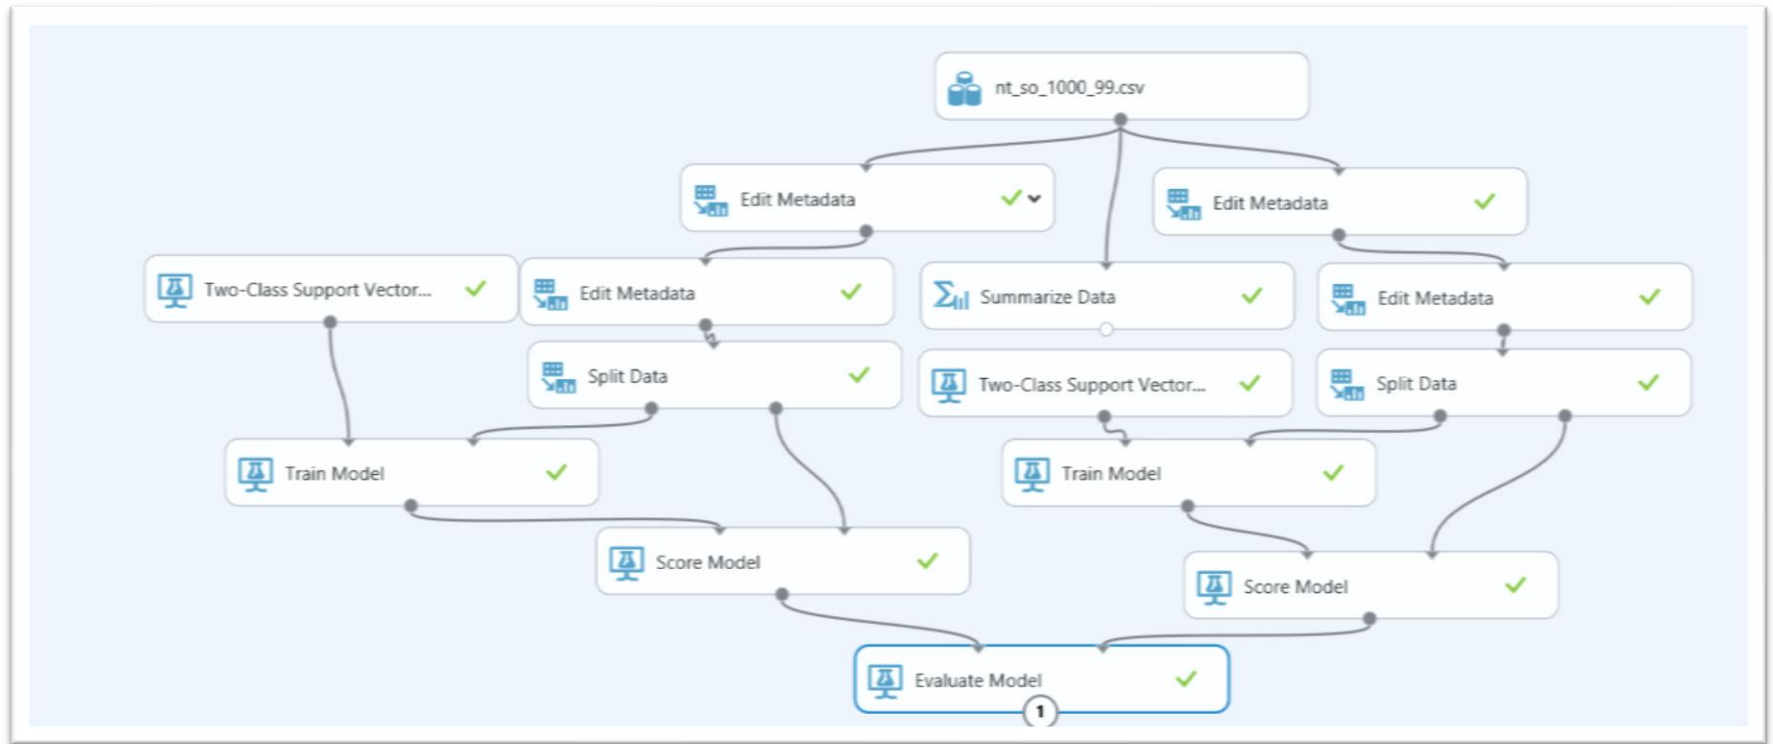 nt_so_1000_99.csv
Edit Metadata
Edit Metadata
Two-Class Support Vector...
Edit Metadata
Summarize Data
Edit Metadata
Split Data
Two-Class Support Vector...
Split Data
Train Model
Train Model
Score Model
Score Model
Evaluate Model
1